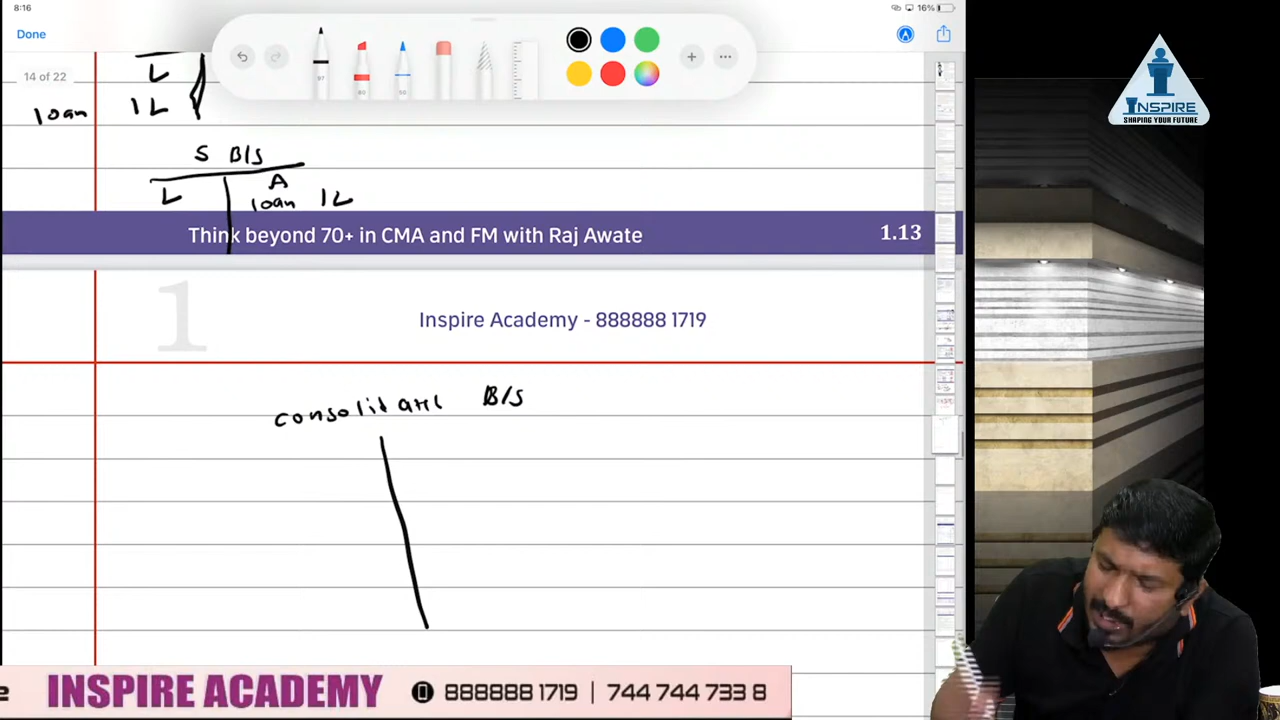 8:16
16%
Done
14 of 22
L
loan 1L
S B/S
L A
loan 1L
Think beyond 70+ in CMA and FM with Raj Awate 1.13
1
Inspire Academy - 888888 1719
B/S
INSPIRE
SHAPING YOUR FUTURE
INSPIRE ACADEMY 888888 1719 | 744 744 733 8